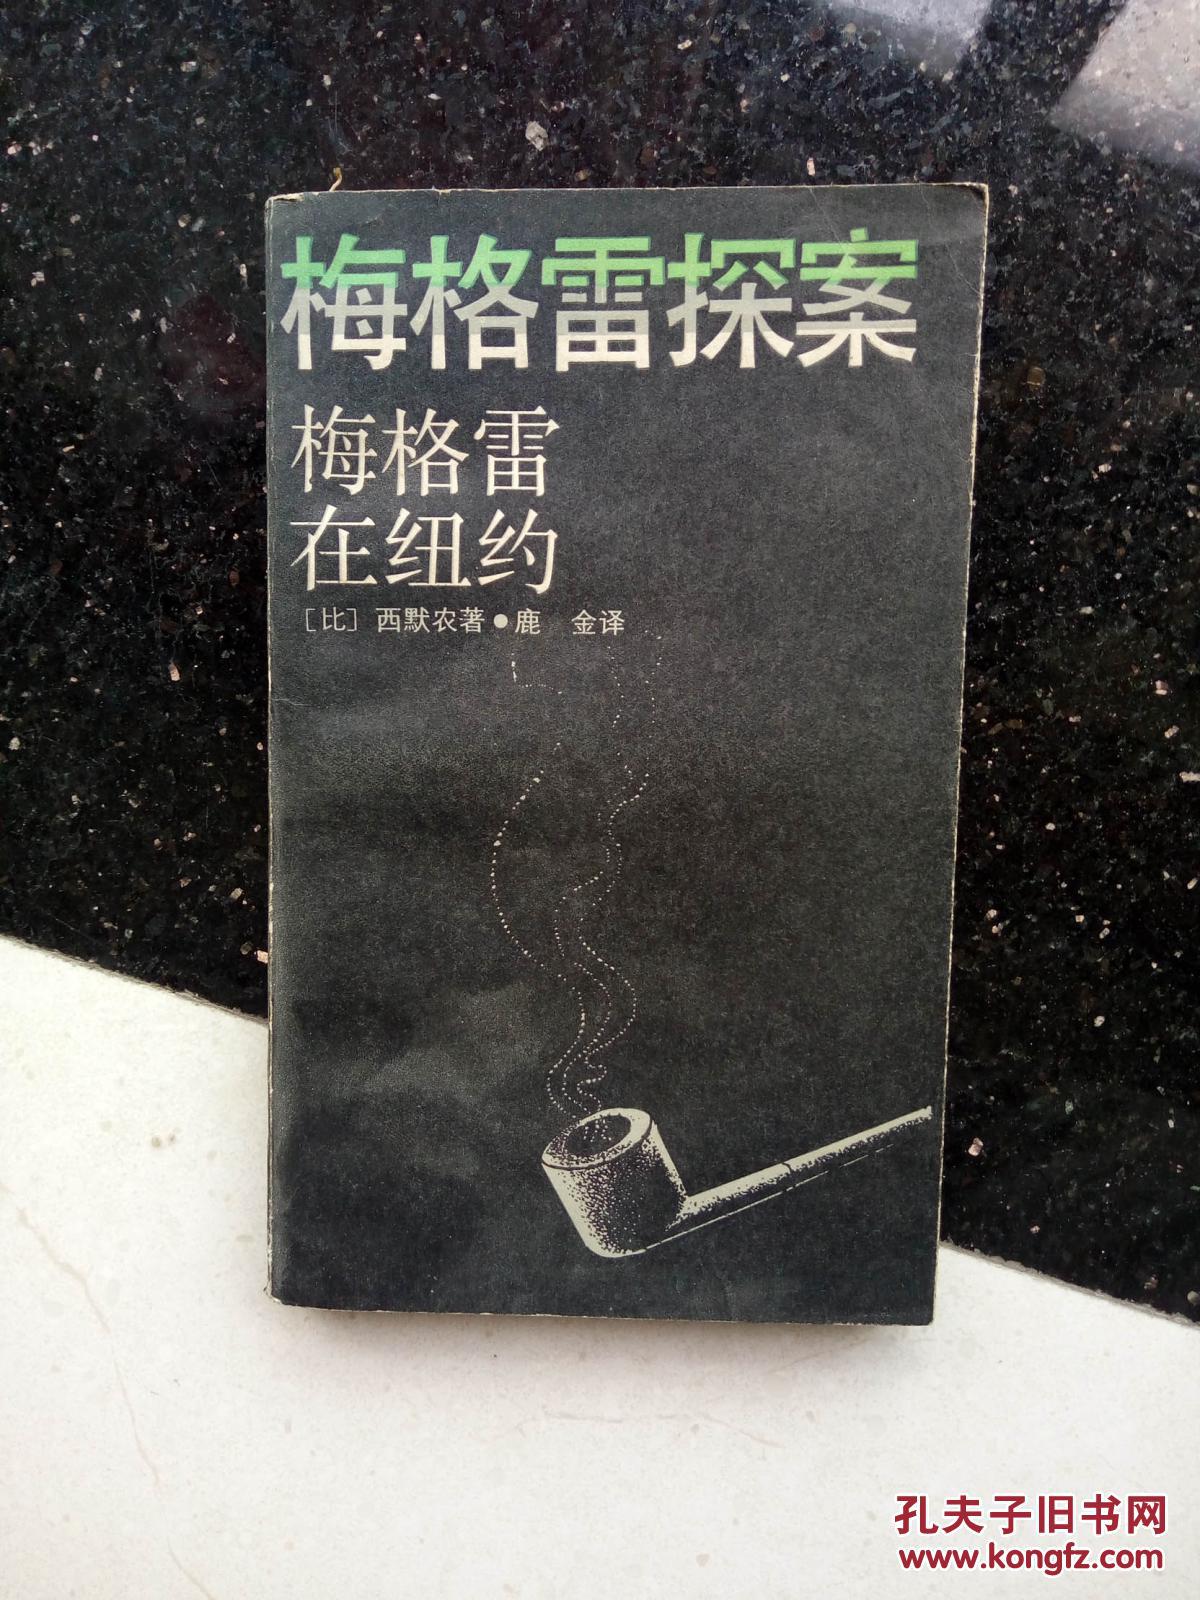 梅格雷探案
梅格雷
在纽约
［比］西默农著●鹿　金译
孔夫子旧书网
www.kongfz.com